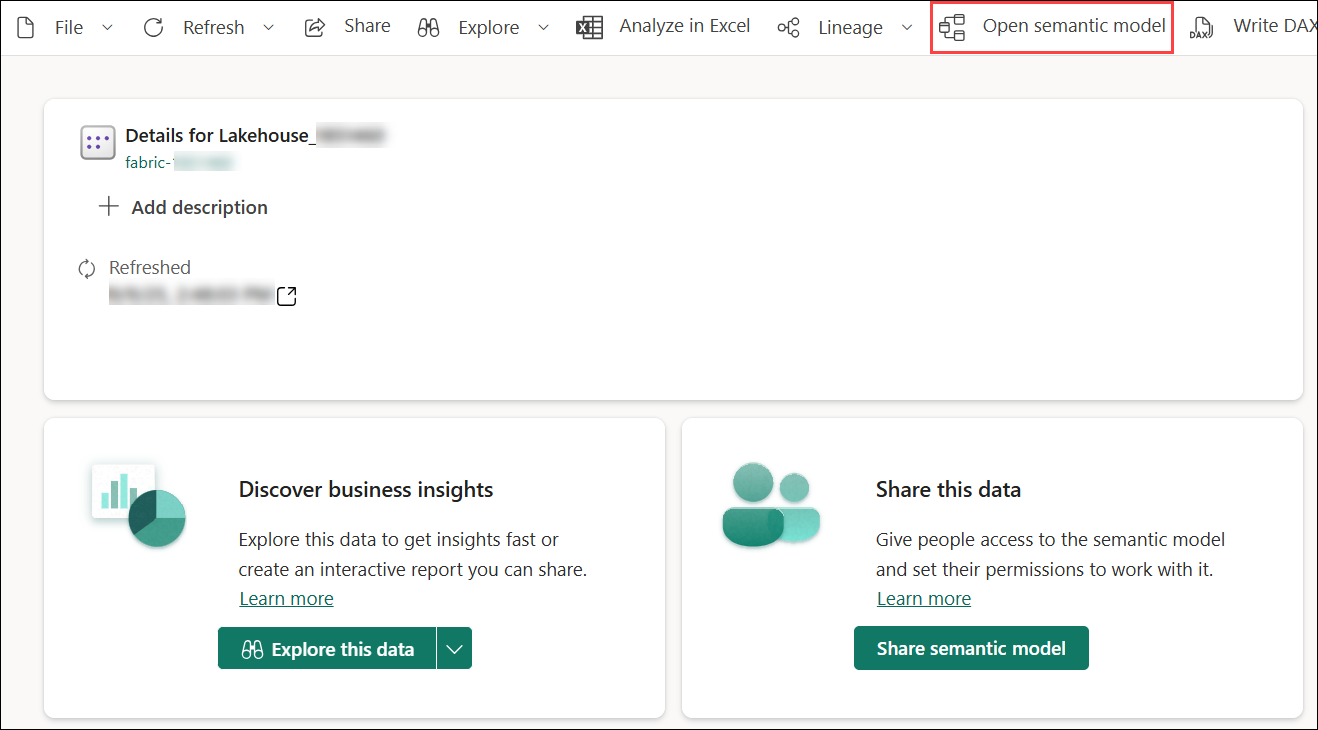 File Refresh Share Explore Analyze in Excel Lineage Open semantic model DAX Write DAX
Details for Lakehouse_
fabric-
Add description
Refreshed
Discover business insights
Explore this data to get insights fast or
create an interactive report you can share.
Learn more
Explore this data
Share this data
Give people access to the semantic model
and set their permissions to work with it.
Learn more
Share semantic model